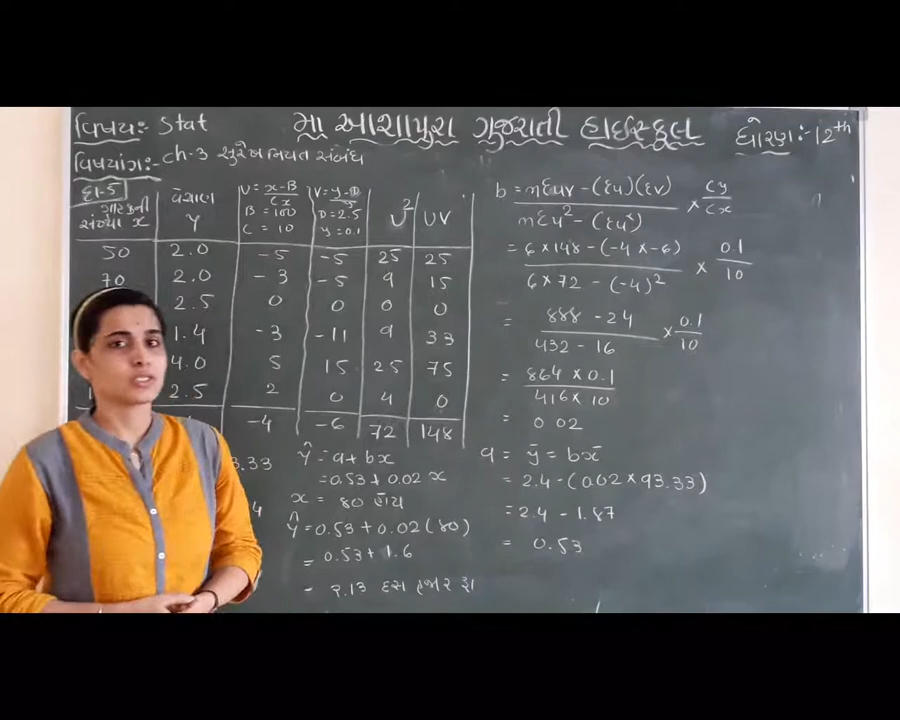 વિષય:- Stat
મા આશાપુરા ગુજરાતી હાઇસ્કૂલ
ધોરણ:- 12th
વિષયાંગ:- ch-3 સુરેખ નિયત સંબંધ
દા-5
સંખ્યા x
વેચાણ Y
U = x-B / Cx
B = 100
C = 10
V = y-D
D = 2.5
y = 0.1
U²
UV
50 2.0 -5 -5 25 25
70 2.0 -3 -5 9 15
2.5 0 0 0 0
1.4 -3 -11 9 33
4.0 5 15 25 75
2.5 2 0 4 0
-4 -6 72 148
3.33
4
Ŷ = a + bx
= 0.53 + 0.02 x
x = 80 હોય
Ŷ = 0.53 + 0.02 (80)
= 0.53 + 1.6
= 2.13 દસ હજાર રૂા
b = nΣuv - (Σu)(Σv) / nΣu² - (Σu²) × Cy / Cx
= 6×148 - (-4 × -6) / 6×72 - (-4)² × 0.1 / 10
= 888 - 24 / 432 - 16 × 0.1 / 10
= 864 × 0.1 / 416 × 10
= 0.02
a = ȳ = bx̄
= 2.4 - (0.02 × 93.33)
= 2.4 - 1.87
= 0.53